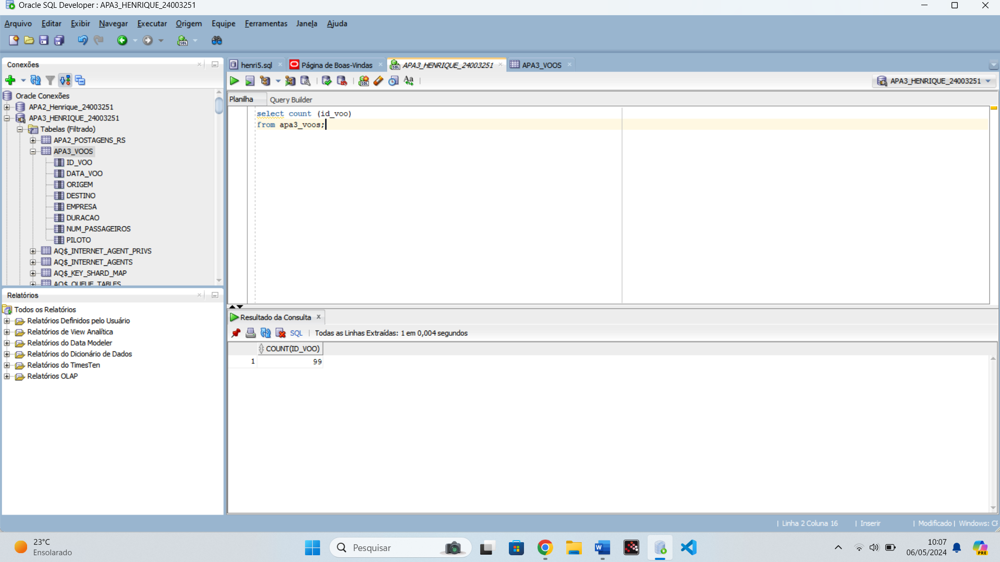 Oracle SQL Developer : APA3_HENRIQUE_24003251
Arquivo Editar Exibir Navegar Executar Origem Equipe Ferramentas Janela Ajuda
Conexões
Oracle Conexões
APA2_Henrique_24003251
APA3_HENRIQUE_24003251
Tabelas (Filtrado)
APA2_POSTAGENS_RS
APA3_VOOS
ID_VOO
DATA_VOO
ORIGEM
DESTINO
EMPRESA
DURACAO
NUM_PASSAGEIROS
PILOTO
AQ$_INTERNET_AGENT_PRIVS
AQ$_INTERNET_AGENTS
AQ$_KEY_SHARD_MAP
AQ$_QUEUE_TABLES
Relatórios
Todos os Relatórios
Relatórios Definidos pelo Usuário
Relatórios de View Analítica
Relatórios do Data Modeler
Relatórios do Dicionário de Dados
Relatórios do TimesTen
Relatórios OLAP
henri5.sql Página de Boas-Vindas APA3_HENRIQUE_24003251 APA3_VOOS
APA3_HENRIQUE_24003251
Planilha Query Builder
select count (id_voo)
from apa3_voos;
Resultado da Consulta
SQL | Todas as Linhas Extraídas: 1 em 0,004 segundos
COUNT(ID_VOO)
1 99
| Linha 2 Coluna 16 | Inserir | Modificado | Windows:
23°C
Ensolarado
Pesquisar
10:07
06/05/2024
PRE